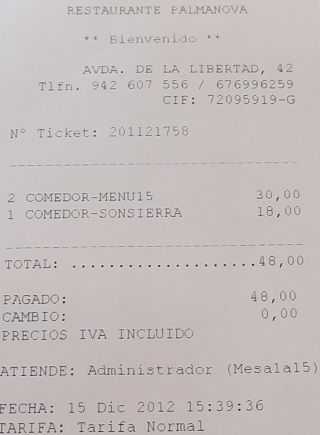 RESTAURANTE PALMANOVA
** Bienvenido **
AVDA. DE LA LIBERTAD, 42
Tlfn. 942 607 556 / 676996259
CIF: 72095919-G
Nº Ticket: 201121758
2 COMEDOR-MENU15 30,00
1 COMEDOR-SONSIERRA 18,00
TOTAL: ...................48,00
PAGADO: 48,00
CAMBIO: 0,00
PRECIOS IVA INCLUIDO
ATIENDE: Administrador (Mesala15)
FECHA: 15 Dic 2012 15:39:36
TARIFA: Tarifa Normal